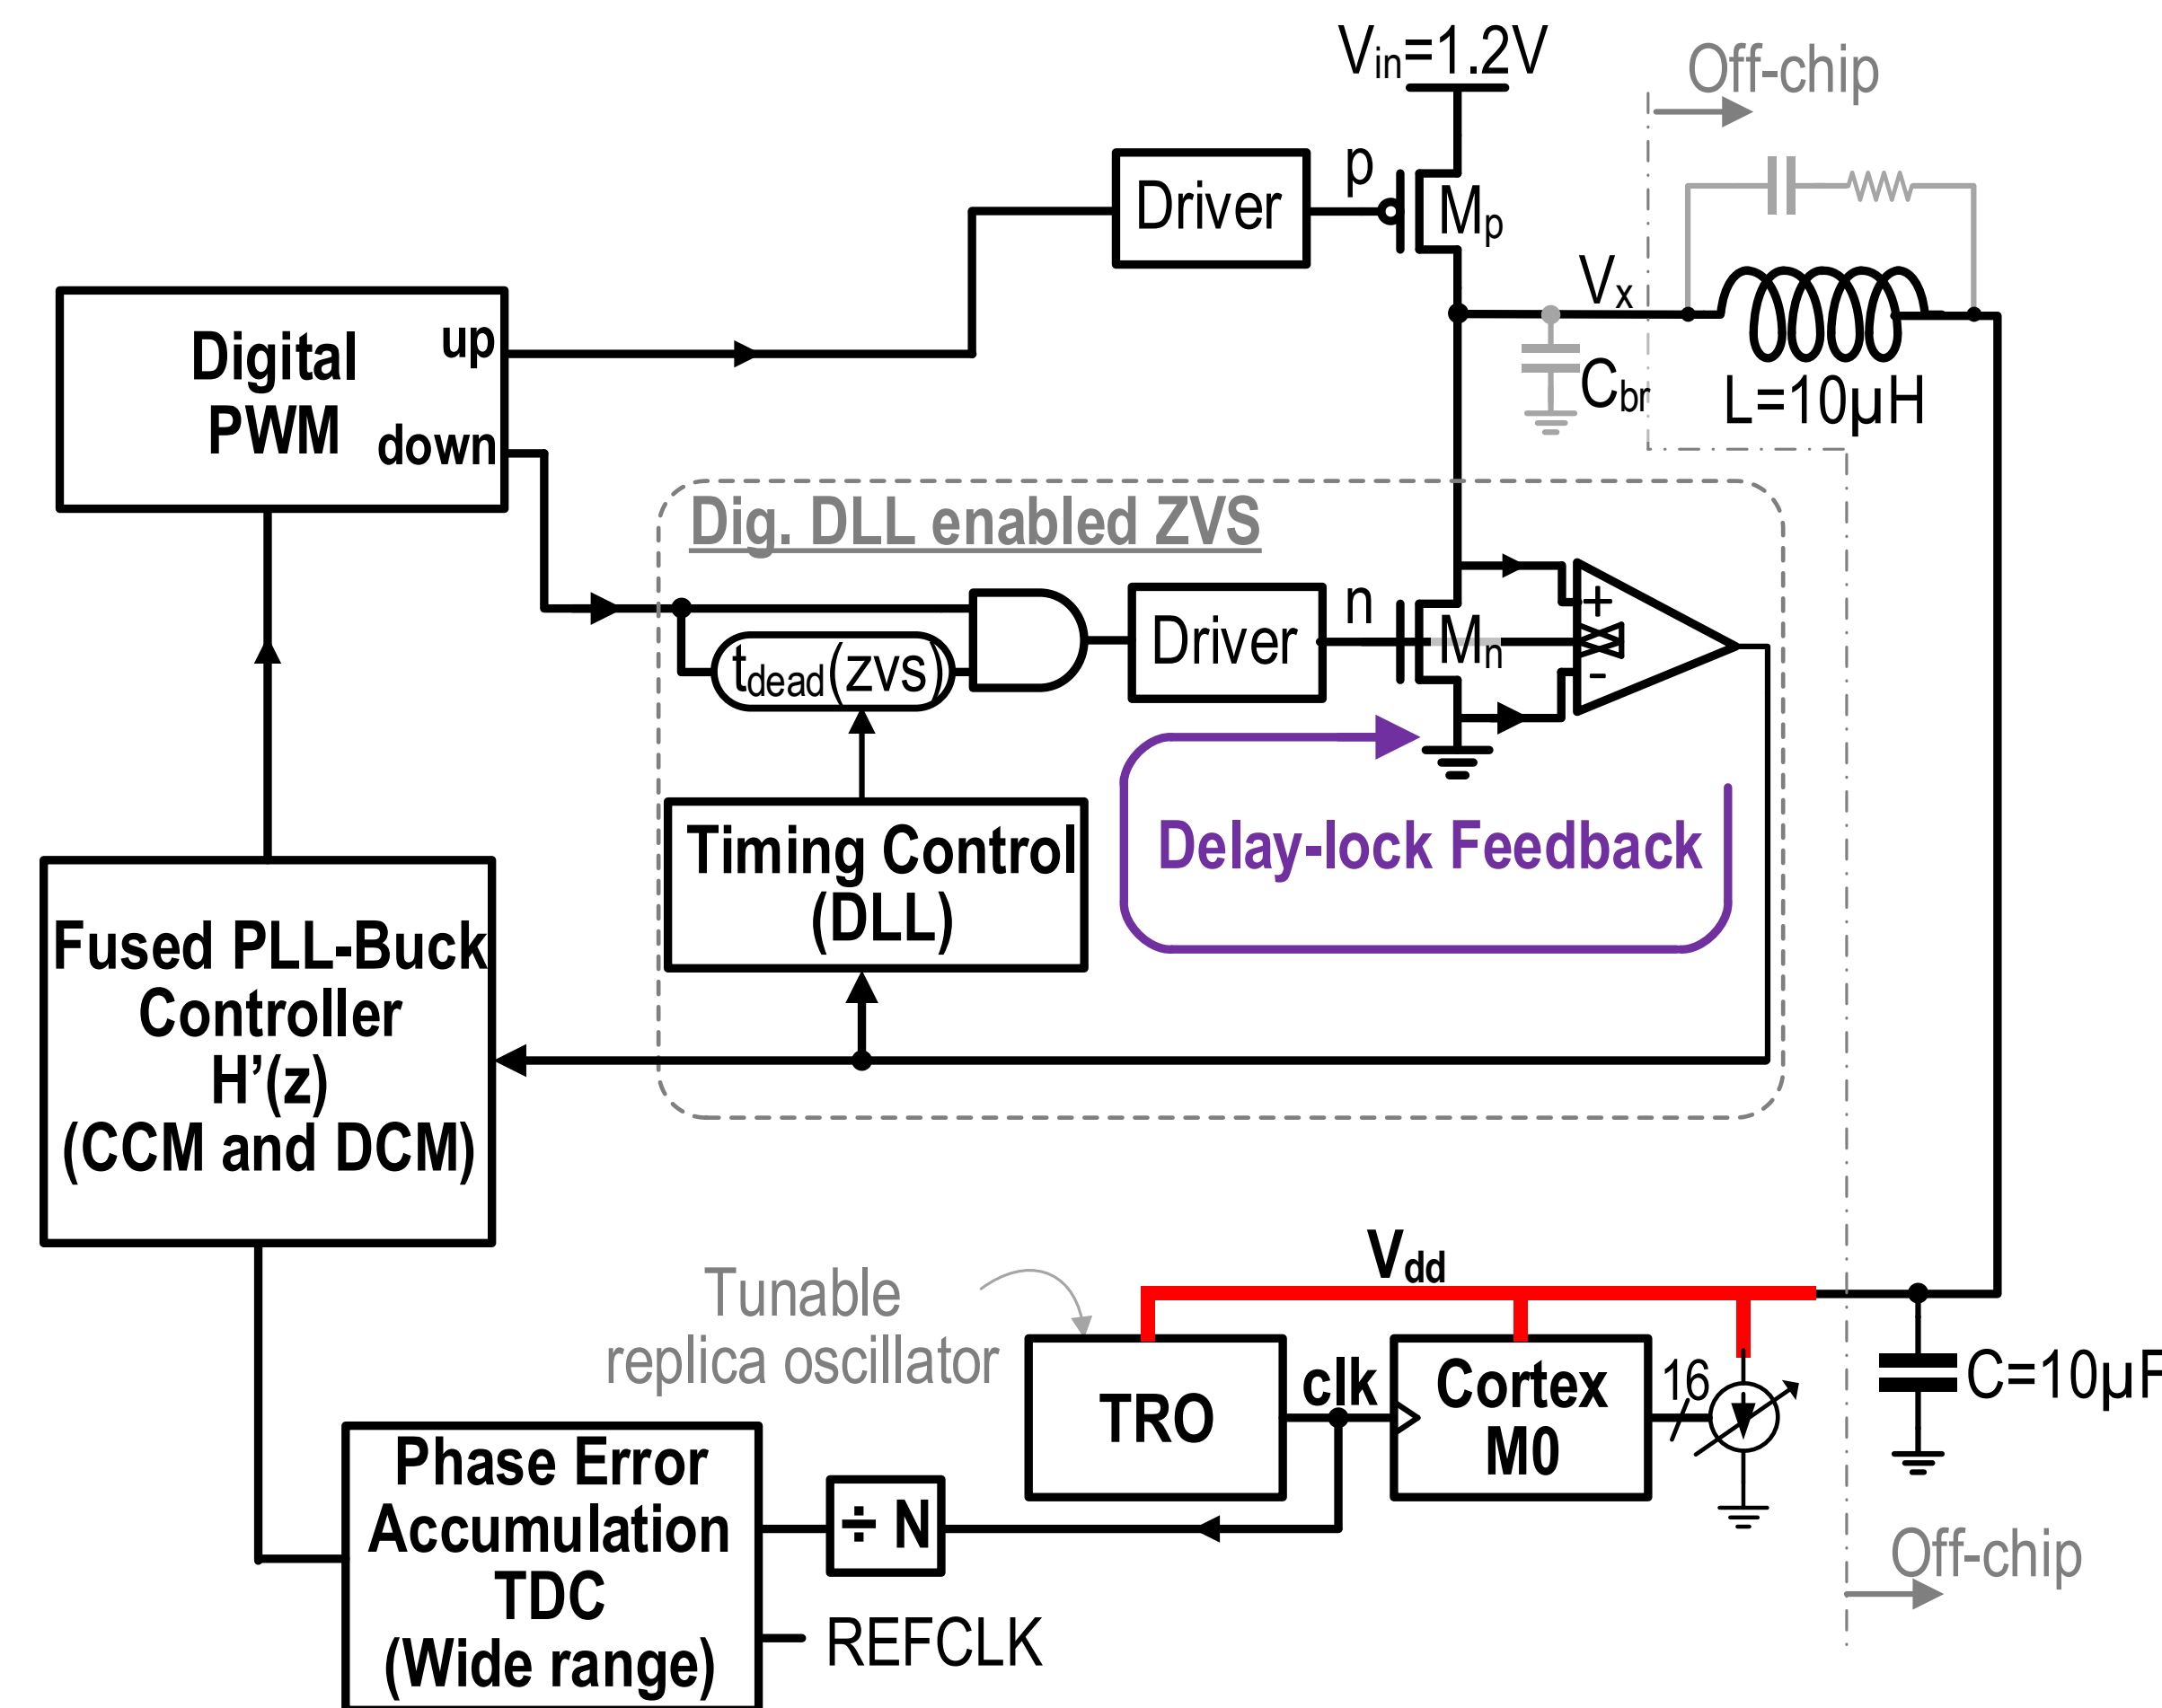 Vin=1.2V
Off-chip
Driver
p
Mp
Vx
Cbr
L=10µH
Digital
PWM
up
down
Dig. DLL enabled ZVS
tdead(zvs)
Driver
n
Mn
+
-
Timing Control
(DLL)
Delay-lock Feedback
Fused PLL-Buck
Controller
H’(z)
(CCM and DCM)
Vdd
Tunable
replica oscillator
TRO
clk
Cortex
M0
16
C=10µF
Phase Error
Accumulation
TDC
(Wide range)
÷ N
REFCLK
Off-chip